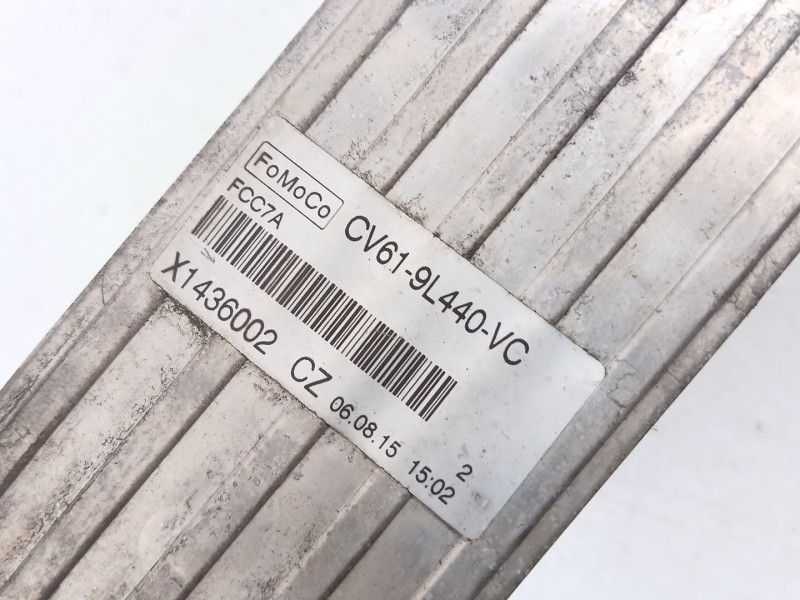 FoMoCo
CV61-9L440-VC
FCC7A
X1436002 CZ 06.08.15 15:02
2